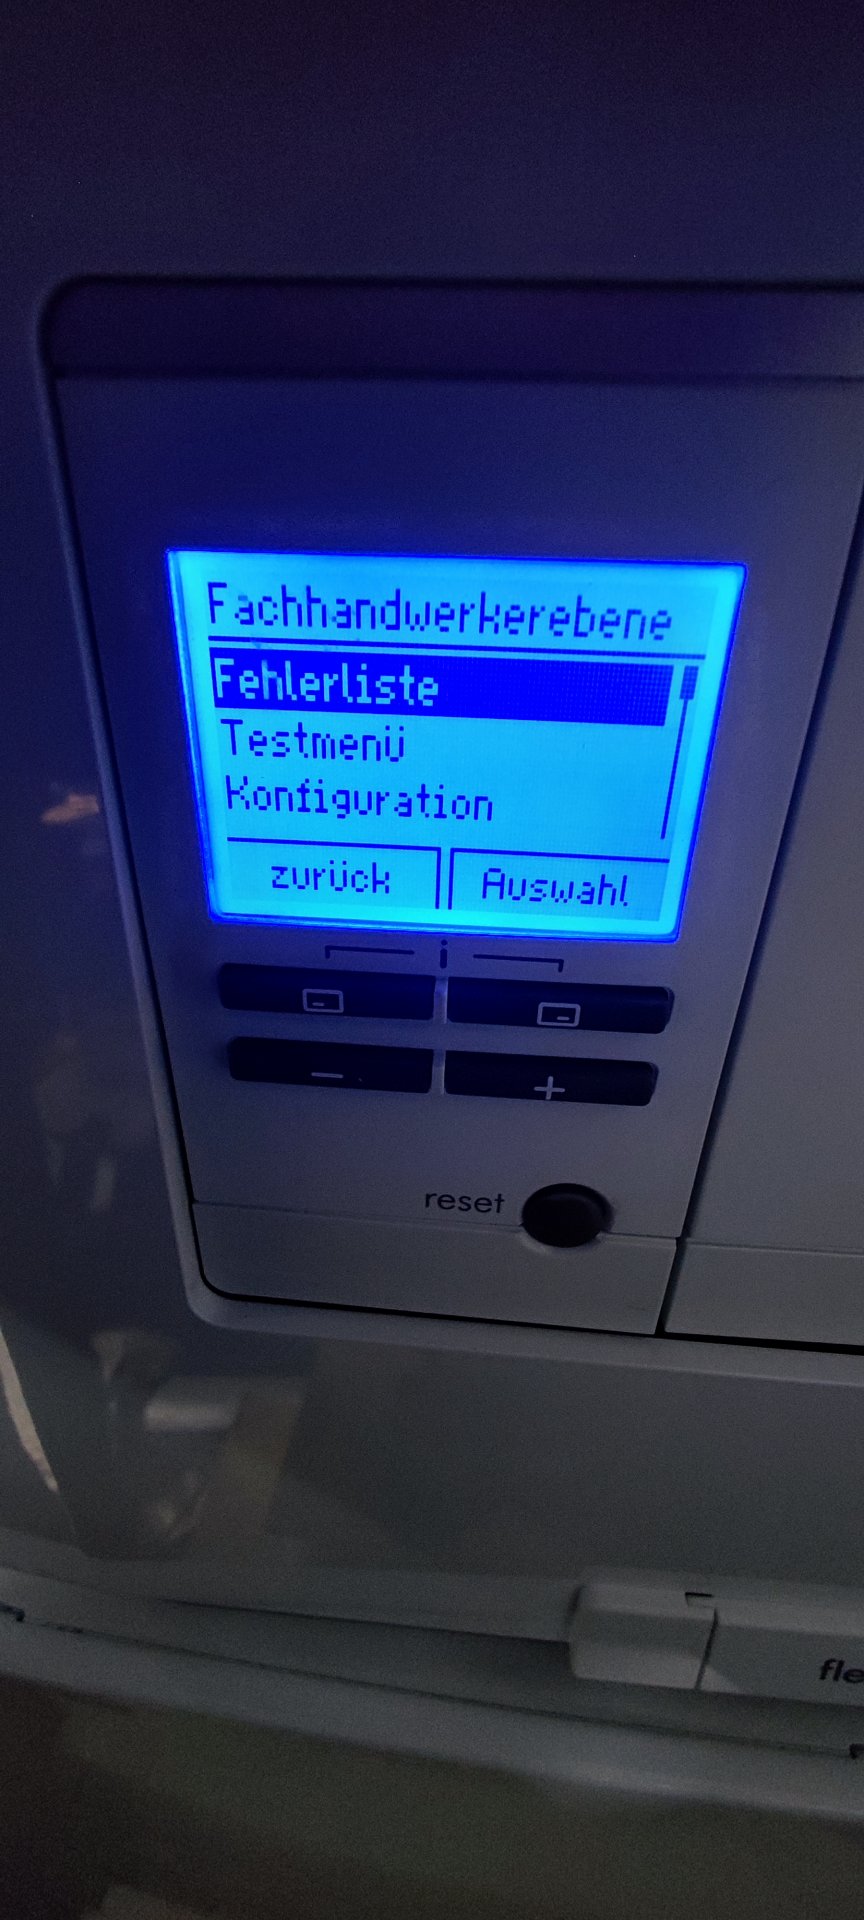 Fachhandwerkerebene
Fehlerliste
Testmenü
Konfiguration
zurück Auswahl
i
- +
reset